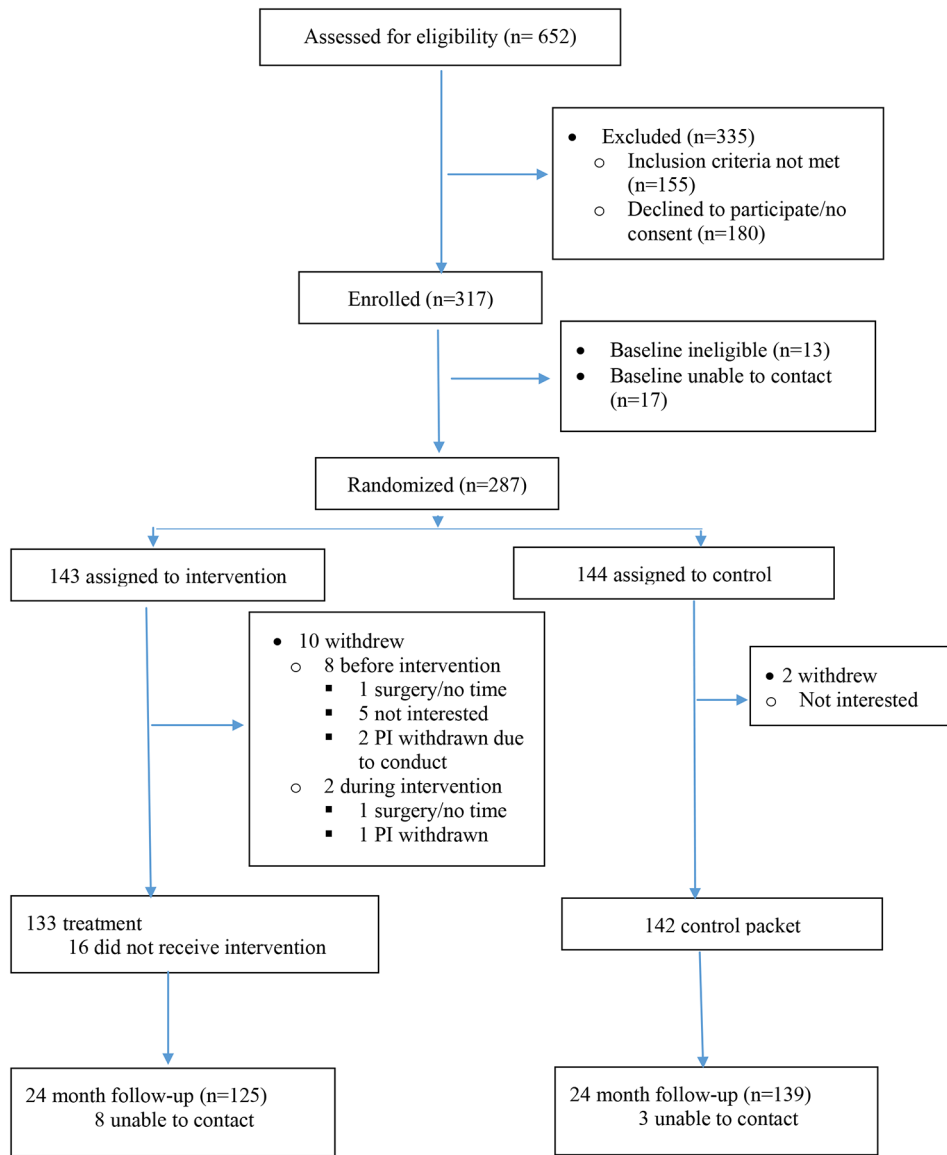 Assessed for eligibility (n= 652)
• Excluded (n=335)
o Inclusion criteria not met
(n=155)
o Declined to participate/no
consent (n=180)
Enrolled (n=317)
• Baseline ineligible (n=13)
• Baseline unable to contact
(n=17)
Randomized (n=287)
143 assigned to intervention
144 assigned to control
• 10 withdrew
o 8 before intervention
▪ 1 surgery/no time
▪ 5 not interested
▪ 2 PI withdrawn due
to conduct
o 2 during intervention
▪ 1 surgery/no time
▪ 1 PI withdrawn
• 2 withdrew
o Not interested
133 treatment
16 did not receive intervention
142 control packet
24 month follow-up (n=125)
8 unable to contact
24 month follow-up (n=139)
3 unable to contact